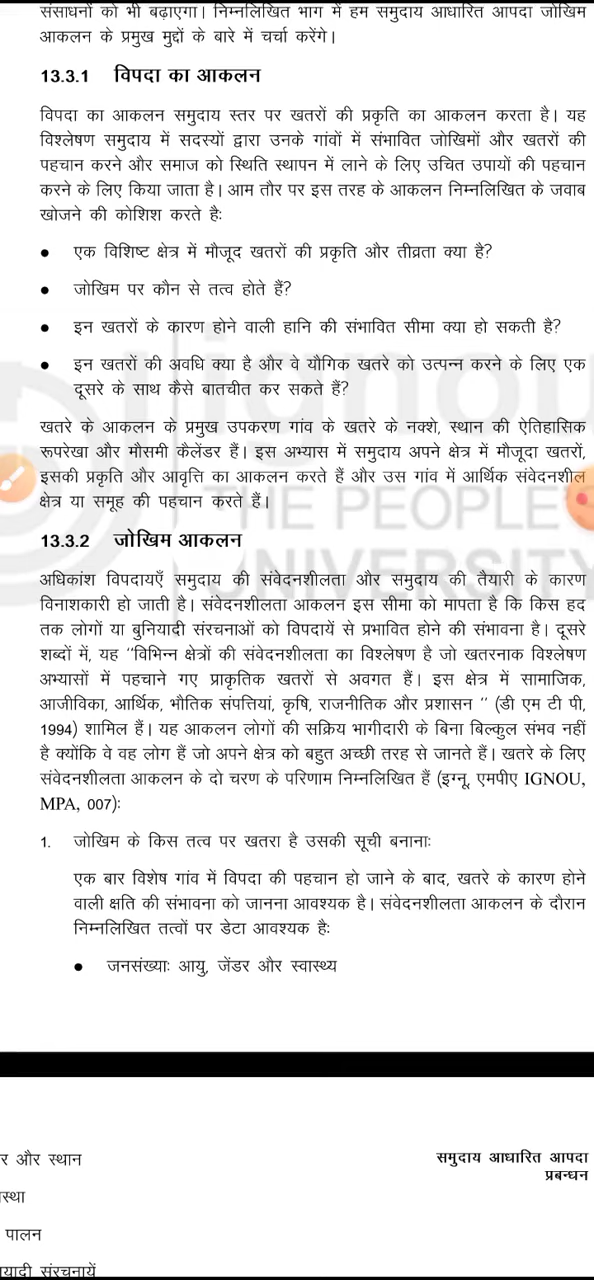 संसाधनों को भी बढ़ाएगा। निम्नलिखित भाग में हम समुदाय आधारित आपदा जोखिम
आकलन के प्रमुख मुद्दों के बारे में चर्चा करेंगे।
13.3.1 विपदा का आकलन
विपदा का आकलन समुदाय स्तर पर खतरों की प्रकृति का आकलन करता है। यह
विश्लेषण समुदाय में सदस्यों द्वारा उनके गांवों में संभावित जोखिमों और खतरों की
पहचान करने और समाज को स्थिति स्थापन में लाने के लिए उचित उपायों की पहचान
करने के लिए किया जाता है। आम तौर पर इस तरह के आकलन निम्नलिखित के जवाब
खोजने की कोशिश करते हैः
• एक विशिष्ट क्षेत्र में मौजूद खतरों की प्रकृति और तीव्रता क्या है?
• जोखिम पर कौन से तत्व होते हैं?
• इन खतरों के कारण होने वाली हानि की संभावित सीमा क्या हो सकती है?
• इन खतरों की अवधि क्या है और वे यौगिक खतरे को उत्पन्न करने के लिए एक
दूसरे के साथ कैसे बातचीत कर सकते हैं?
खतरे के आकलन के प्रमुख उपकरण गांव के खतरे के नक्शे, स्थान की ऐतिहासिक
रूपरेखा और मौसमी कैलेंडर हैं। इस अभ्यास में समुदाय अपने क्षेत्र में मौजूदा खतरों,
इसकी प्रकृति और आवृत्ति का आकलन करते हैं और उस गांव में आर्थिक संवेदनशील
क्षेत्र या समूह की पहचान करते हैं।
ignou
THE PEOPLE'S
UNIVERSITY
13.3.2 जोखिम आकलन
अधिकांश विपदायएँ समुदाय की संवेदनशीलता और समुदाय की तैयारी के कारण
विनाशकारी हो जाती है। संवेदनशीलता आकलन इस सीमा को मापता है कि किस हद
तक लोगों या बुनियादी संरचनाओं को विपदायें से प्रभावित होने की संभावना है। दूसरे
शब्दों में, यह "विभिन्न क्षेत्रों की संवेदनशीलता का विश्लेषण है जो खतरनाक विश्लेषण
अभ्यासों में पहचाने गए प्राकृतिक खतरों से अवगत हैं। इस क्षेत्र में सामाजिक,
आजीविका, आर्थिक, भौतिक संपत्तियां, कृषि, राजनीतिक और प्रशासन " (डी एम टी पी,
1994) शामिल हैं। यह आकलन लोगों की सक्रिय भागीदारी के बिना बिल्कुल संभव नहीं
है क्योंकि वे वह लोग हैं जो अपने क्षेत्र को बहुत अच्छी तरह से जानते हैं। खतरे के लिए
संवेदनशीलता आकलन के दो चरण के परिणाम निम्नलिखित हैं (इग्नू, एमपीए IGNOU,
MPA, 007):
1. जोखिम के किस तत्व पर खतरा है उसकी सूची बनानाः
एक बार विशेष गांव में विपदा की पहचान हो जाने के बाद, खतरे के कारण होने
वाली क्षति की संभावना को जानना आवश्यक है। संवेदनशीलता आकलन के दौरान
निम्नलिखित तत्वों पर डेटा आवश्यक हैः
• जनसंख्याः आयु, जेंडर और स्वास्थ्य
र और स्थान
समुदाय आधारित आपदा
प्रबन्धन
स्था
पालन
यादी संरचनायें